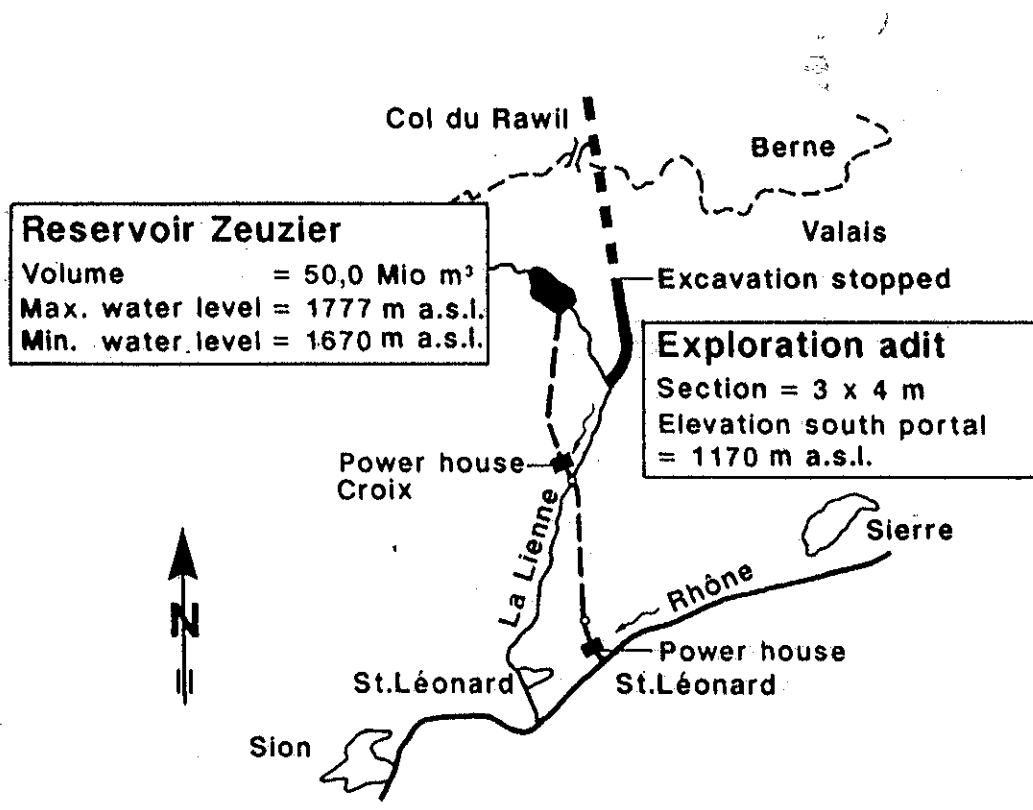 Col du Rawil
Berne
Valais
Reservoir Zeuzier
Volume = 50,0 Mio m³
Max. water level = 1777 m a.s.l.
Min. water level = 1670 m a.s.l.
Excavation stopped
Exploration adit
Section = 3 x 4 m
Elevation south portal
= 1170 m a.s.l.
Power house
Croix
La Lienne
Sierre
Rhône
N
Power house
St.Léonard
St.Léonard
Sion